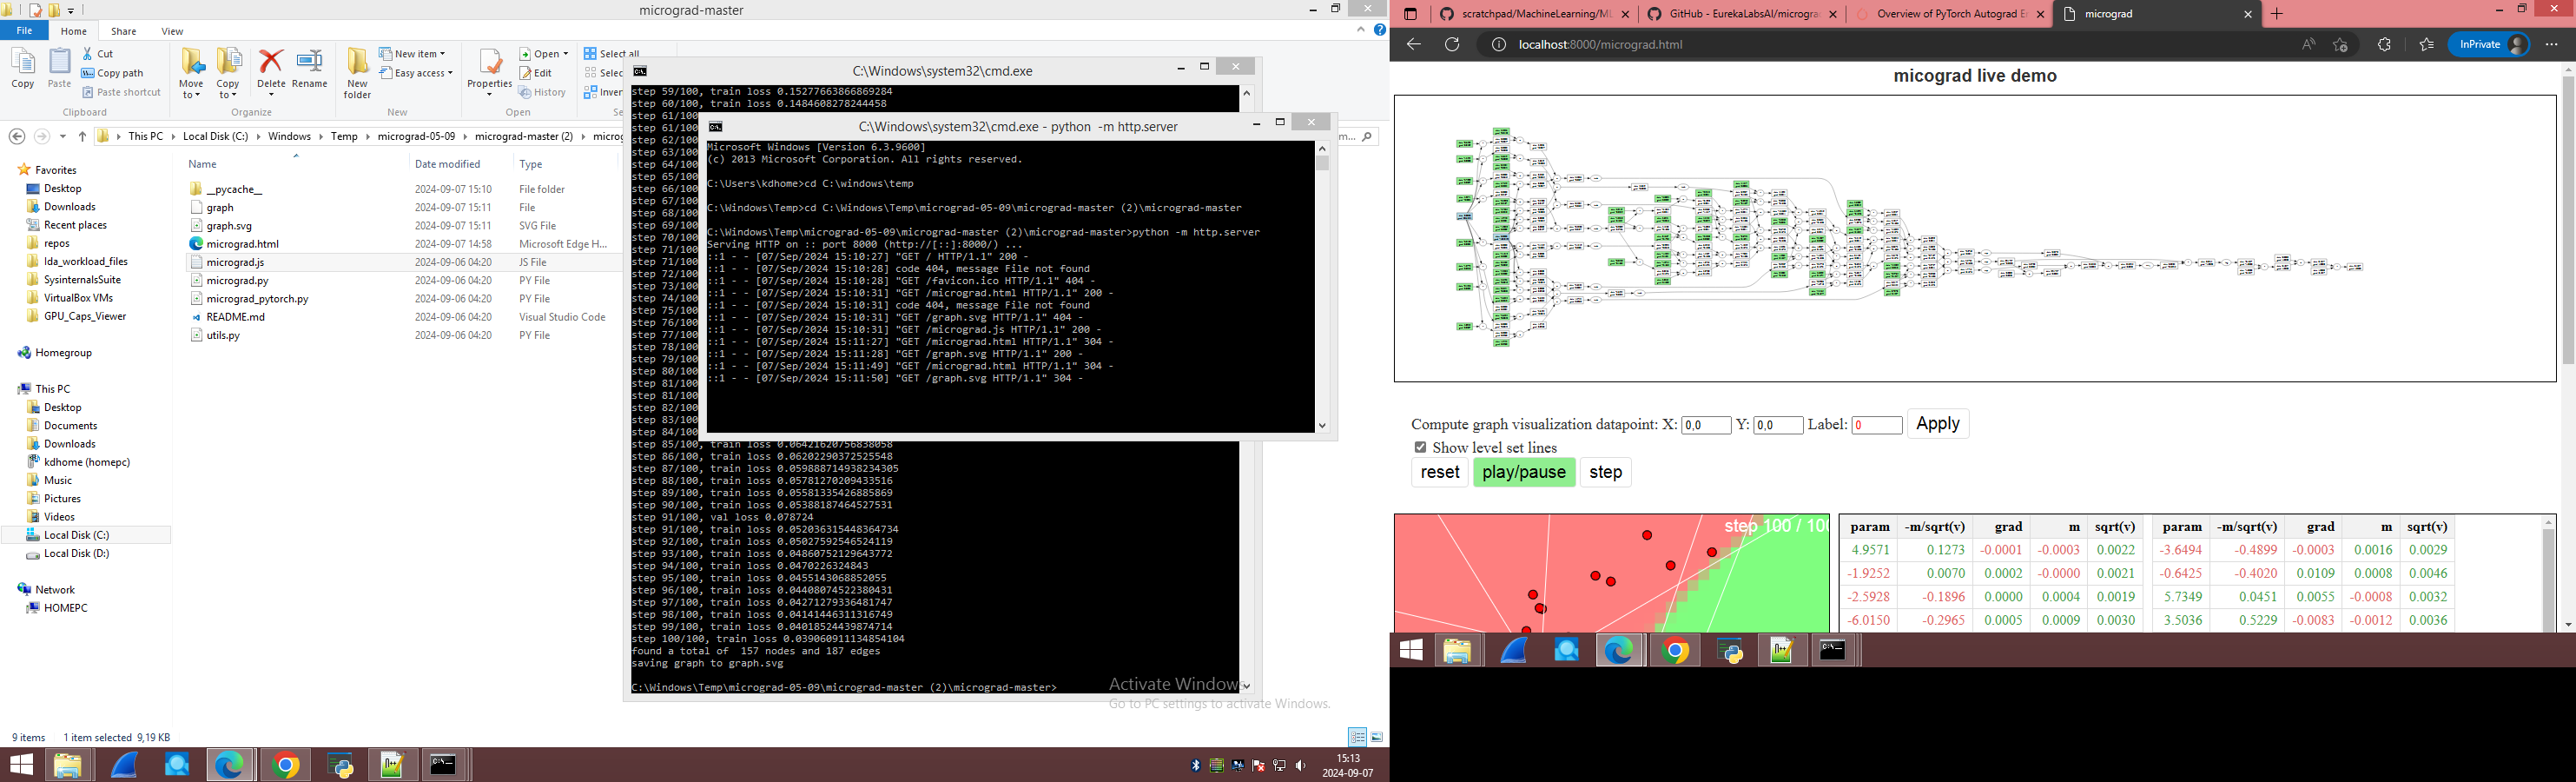 micrograd-master
File Home Share View
Copy
Paste
Cut
Copy path
Paste shortcut
Clipboard
Move to
Copy to
Delete
Rename
Organize
New folder
New item
Easy access
New
Properties
Open
Edit
History
Open
Select all
This PC Local Disk (C:) Windows Temp micrograd-05-09 micrograd-master (2)
Favorites
Desktop
Downloads
Recent places
repos
Ida_workload_files
SysinternalsSuite
VirtualBox VMs
GPU_Caps_Viewer
Homegroup
This PC
Desktop
Documents
Downloads
kdhome (homepc)
Music
Pictures
Videos
Local Disk (C:)
Local Disk (D:)
Network
HOMEPC
Name Date modified Type
__pycache__ 2024-09-07 15:10 File folder
graph 2024-09-07 15:11 File
graph.svg 2024-09-07 15:11 SVG File
micrograd.html 2024-09-07 14:58 Microsoft Edge H...
micrograd.js 2024-09-06 04:20 JS File
micrograd.py 2024-09-06 04:20 PY File
micrograd_pytorch.py 2024-09-06 04:20 PY File
README.md 2024-09-06 04:20 Visual Studio Code
utils.py 2024-09-06 04:20 PY File
9 items 1 item selected 9,19 KB
C:\Windows\system32\cmd.exe
step 59/100, train loss 0.15277663866869284
step 60/100, train loss 0.1484608278244458
step 61/100
step 61/100
step 62/100
step 63/100
step 64/100
step 65/100
step 66/100
step 67/100
step 68/100
step 69/100
step 70/100
step 71/100
step 71/100
step 72/100
step 73/100
step 74/100
step 75/100
step 76/100
step 77/100
step 78/100
step 79/100
step 80/100
step 81/100
step 81/100
step 82/100
step 83/100
step 84/100
step 85/100, train loss 0.06421620756838058
step 86/100, train loss 0.06202290372525548
step 87/100, train loss 0.059888714938234305
step 88/100, train loss 0.05781270209433516
step 89/100, train loss 0.05581335426885869
step 90/100, train loss 0.05388187464527531
step 91/100, val loss 0.078724
step 91/100, train loss 0.052036315448364734
step 92/100, train loss 0.05027592546524119
step 93/100, train loss 0.04860752129643772
step 94/100, train loss 0.0470226324843
step 95/100, train loss 0.0455143068852055
step 96/100, train loss 0.04408074522380431
step 97/100, train loss 0.04271279336481747
step 98/100, train loss 0.04141446311316749
step 99/100, train loss 0.04018524439874714
step 100/100, train loss 0.039060911134854104
found a total of  157 nodes and 187 edges
saving graph to graph.svg
C:\Windows\Temp\micrograd-05-09\micrograd-master (2)\micrograd-master>
C:\Windows\system32\cmd.exe - python  -m http.server
Microsoft Windows [Version 6.3.9600]
(c) 2013 Microsoft Corporation. All rights reserved.
C:\Users\kdhome>cd C:\windows\temp
C:\Windows\Temp>cd C:\Windows\Temp\micrograd-05-09\micrograd-master (2)\micrograd-master
C:\Windows\Temp\micrograd-05-09\micrograd-master (2)\micrograd-master>python -m http.server
Serving HTTP on :: port 8000 (http://[::]:8000/) ...
::1 - - [07/Sep/2024 15:10:27] "GET / HTTP/1.1" 200 -
::1 - - [07/Sep/2024 15:10:28] code 404, message File not found
::1 - - [07/Sep/2024 15:10:28] "GET /favicon.ico HTTP/1.1" 404 -
::1 - - [07/Sep/2024 15:10:31] "GET /micrograd.html HTTP/1.1" 200 -
::1 - - [07/Sep/2024 15:10:31] code 404, message File not found
::1 - - [07/Sep/2024 15:10:31] "GET /graph.svg HTTP/1.1" 404 -
::1 - - [07/Sep/2024 15:10:31] "GET /micrograd.js HTTP/1.1" 200 -
::1 - - [07/Sep/2024 15:11:27] "GET /micrograd.html HTTP/1.1" 304 -
::1 - - [07/Sep/2024 15:11:28] "GET /graph.svg HTTP/1.1" 200 -
::1 - - [07/Sep/2024 15:11:49] "GET /micrograd.html HTTP/1.1" 304 -
::1 - - [07/Sep/2024 15:11:50] "GET /graph.svg HTTP/1.1" 304 -
Activate Windows
Go to PC settings to activate Windows.
15:13
2024-09-07
scratchpad/MachineLearning/ML
GitHub - EurekaLabsAI/microgra
Overview of PyTorch Autograd En
micrograd
localhost:8000/micrograd.html
InPrivate
micograd live demo
Compute graph visualization datapoint: X: 0,0 Y: 0,0 Label: 0 Apply
Show level set lines
reset play/pause step
step 100 / 100
param -m/sqrt(v) grad m sqrt(v) param -m/sqrt(v) grad m sqrt(v)
4.9571 0.1273 -0.0001 -0.0003 0.0022 -3.6494 -0.4899 -0.0003 0.0016 0.0029
-1.9252 0.0070 0.0002 -0.0000 0.0021 -0.6425 -0.4020 0.0109 0.0008 0.0046
-2.5928 -0.1896 0.0000 0.0004 0.0019 5.7349 0.0451 0.0055 -0.0008 0.0032
-6.0150 -0.2965 0.0005 0.0009 0.0030 3.5036 0.5229 -0.0083 -0.0012 0.0036